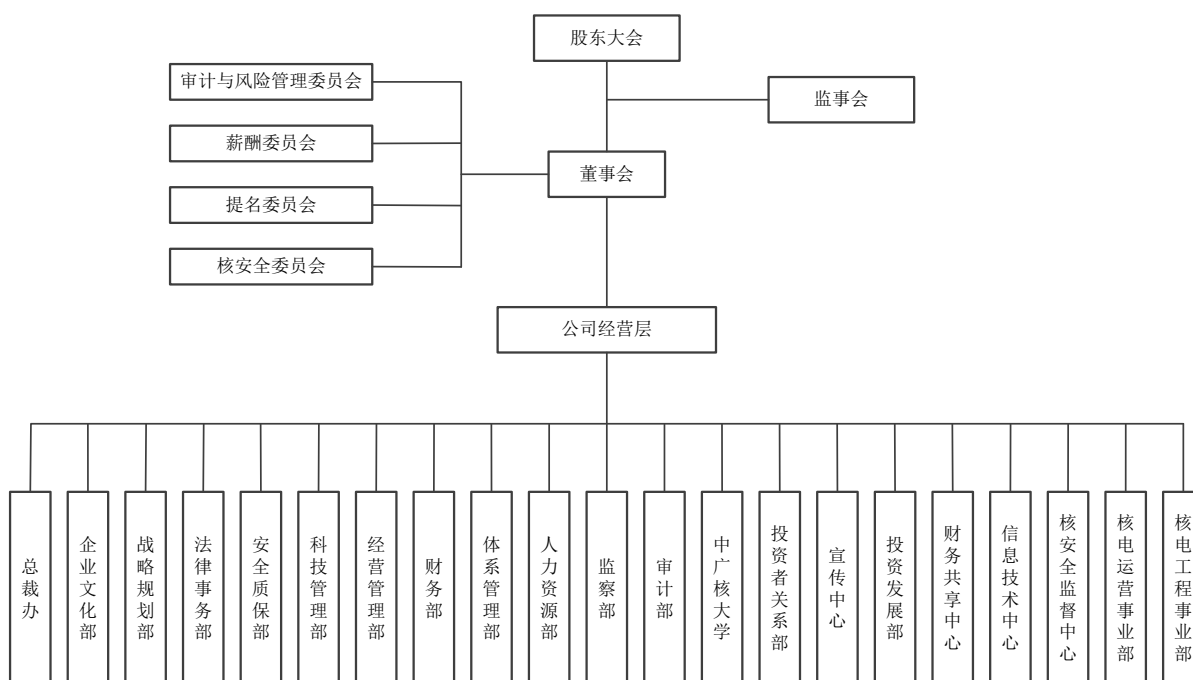 股东大会
审计与风险管理委员会
监事会
薪酬委员会
董事会
提名委员会
核安全委员会
公司经营层
总裁办
企业文化部
战略规划部
法律事务部
安全质保部
科技管理部
经营管理部
财务部
体系管理部
人力资源部
监察部
审计部
中广核大学
投资者关系部
宣传中心
投资发展部
财务共享中心
信息技术中心
核安全监督中心
核电运营事业部
核电工程事业部